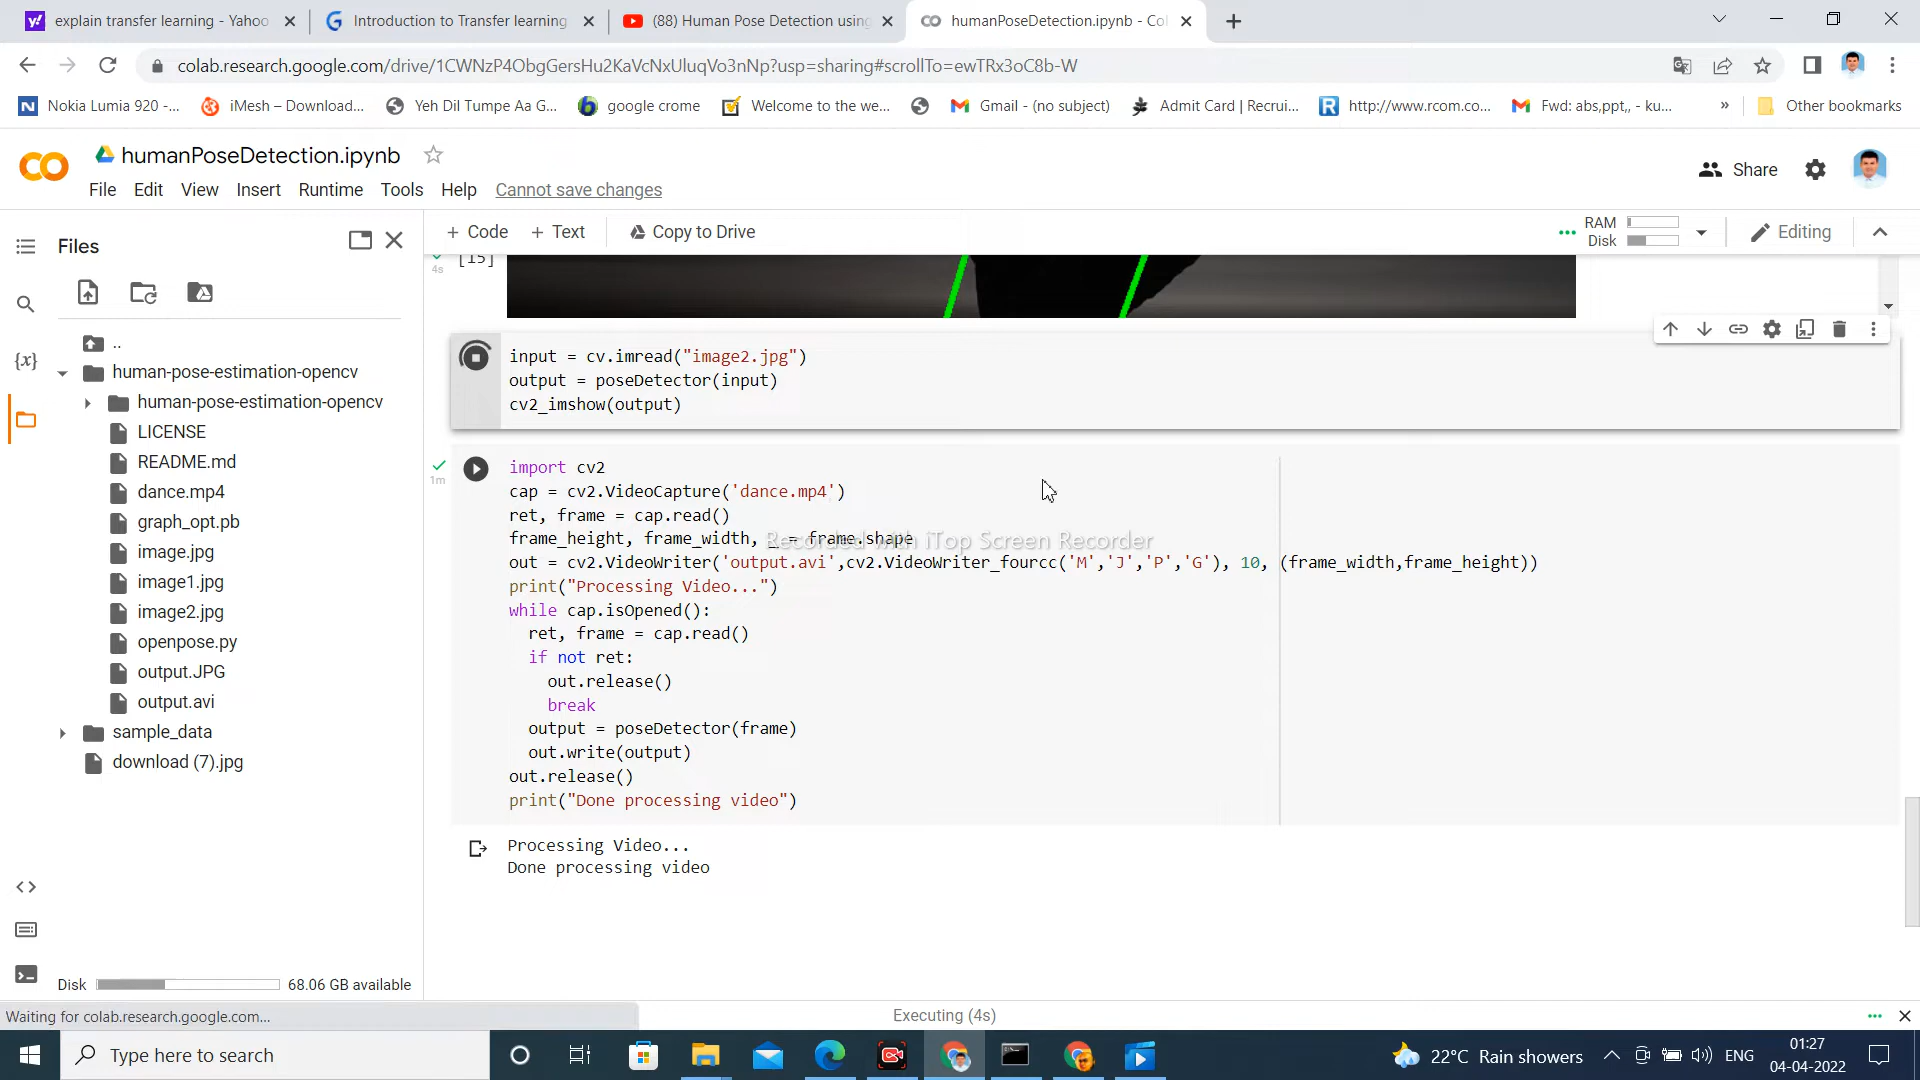 explain transfer learning - Yahoo
Introduction to Transfer learning
(88) Human Pose Detection using
humanPoseDetection.ipynb - Col
colab.research.google.com/drive/1CWNzP4ObgGersHu2KaVcNxUluqVo3nNp?usp=sharing#scrollTo=ewTRx3oC8b-W
Nokia Lumia 920 -...
iMesh – Download...
Yeh Dil Tumpe Aa G...
google crome
Welcome to the we...
Gmail - (no subject)
Admit Card | Recrui...
http://www.rcom.co...
Fwd: abs,ppt,, - ku...
»
Other bookmarks
humanPoseDetection.ipynb
File Edit View Insert Runtime Tools Help Cannot save changes
Share
Files
+ Code + Text Copy to Drive
RAM
Disk
Editing
4s
[15]
..
human-pose-estimation-opencv
human-pose-estimation-opencv
LICENSE
README.md
dance.mp4
graph_opt.pb
image.jpg
image1.jpg
image2.jpg
openpose.py
output.JPG
output.avi
sample_data
download (7).jpg
Disk 68.06 GB available
input = cv.imread("image2.jpg")
output = poseDetector(input)
cv2_imshow(output)
1m
import cv2
cap = cv2.VideoCapture('dance.mp4')
ret, frame = cap.read()
frame_height, frame_width, _ = frame.shape
Recorded with iTop Screen Recorder
out = cv2.VideoWriter('output.avi',cv2.VideoWriter_fourcc('M','J','P','G'), 10, (frame_width,frame_height))
print("Processing Video...")
while cap.isOpened():
ret, frame = cap.read()
if not ret:
out.release()
break
output = poseDetector(frame)
out.write(output)
out.release()
print("Done processing video")
Processing Video...
Done processing video
Waiting for colab.research.google.com...
Executing (4s)
Type here to search
22°C Rain showers
ENG
01:27
04-04-2022